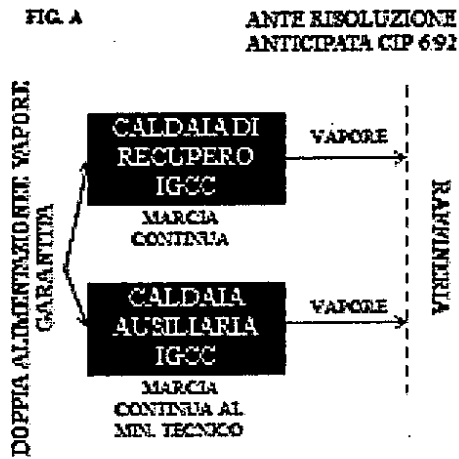 FIG. A
ANTE RISOLUZIONE
ANTICIPATA CIP 6/92
DOPPIA ALIMENTAZIONE VAPORE
GARANTITA
CALDAIA DI
RECUPERO
IGCC
MARCIA
CONTINUA
VAPORE
CALDAIA
AUSILIARIA
IGCC
MARCIA
CONTINUA AL
MIN. TECNICO
VAPORE
RAFFINERIA